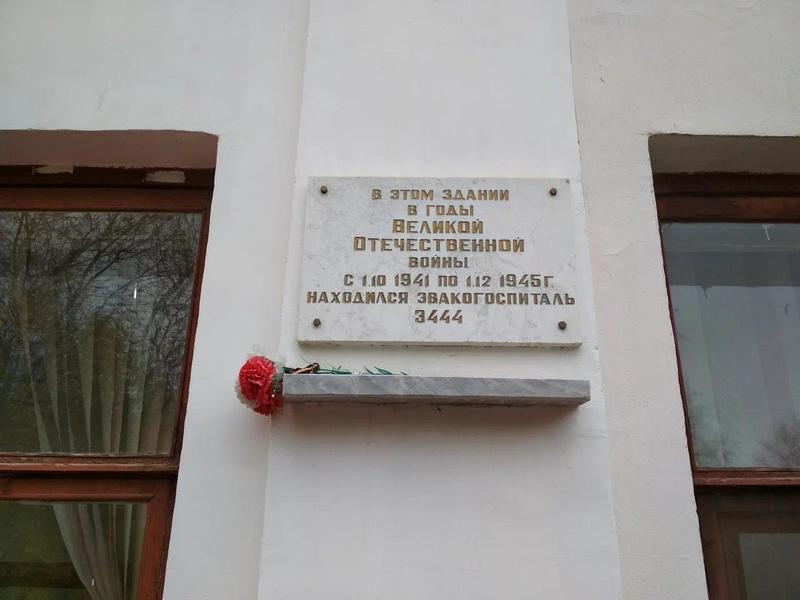 В ЭТОМ ЗДАНИИ
В ГОДЫ
ВЕЛИКОЙ
ОТЕЧЕСТВЕННОЙ
ВОЙНЫ
С 1.10 1941 ПО 1.12 1945Г.
НАХОДИЛСЯ ЭВАКОГОСПИТАЛЬ
3444